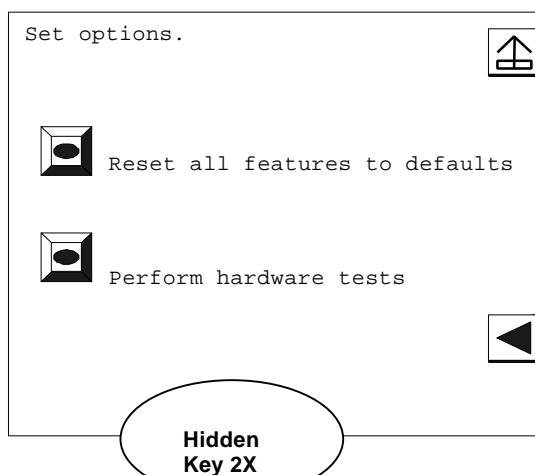 Set options.
Reset all features to defaults
Perform hardware tests
Hidden
Key 2X